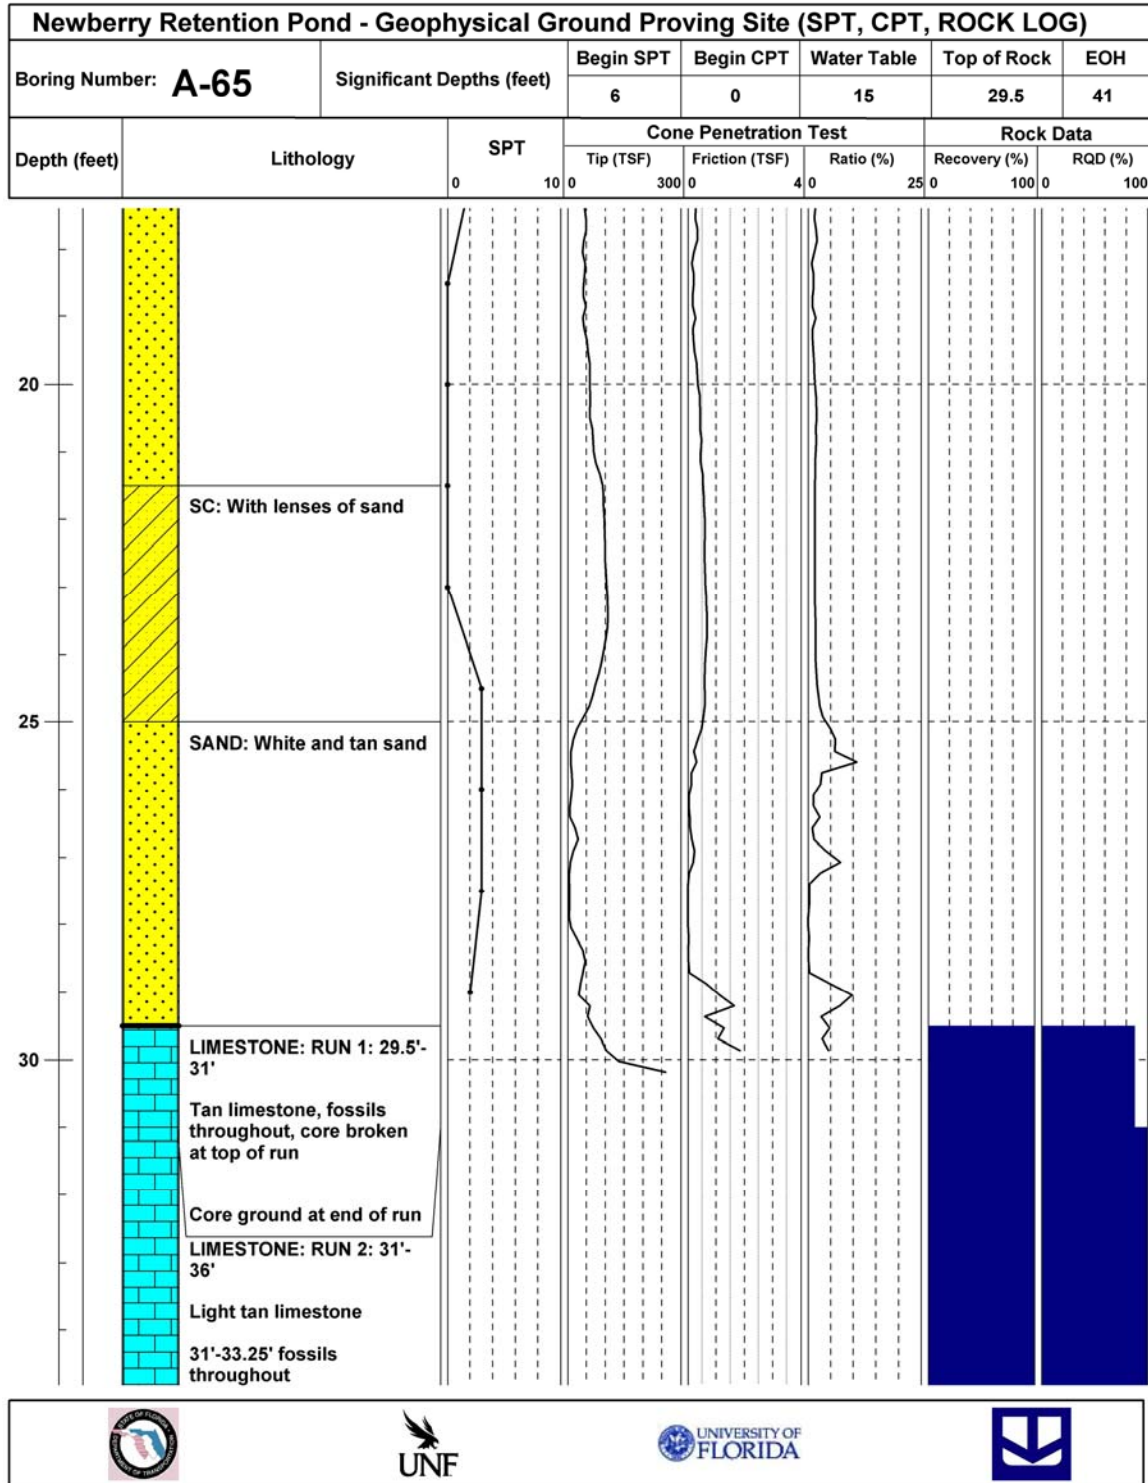 Newberry Retention Pond - Geophysical Ground Proving Site (SPT, CPT, ROCK LOG)
Boring Number: A-65
Significant Depths (feet)
Begin SPT Begin CPT Water Table Top of Rock EOH
6 0 15 29.5 41
Depth (feet) Lithology SPT Cone Penetration Test Rock Data
Tip (TSF) Friction (TSF) Ratio (%) Recovery (%) RQD (%)
0 10 0 300 0 4 0 25 0 100 0 100
20
SC: With lenses of sand
25
SAND: White and tan sand
30
LIMESTONE: RUN 1: 29.5'-
31'
Tan limestone, fossils
throughout, core broken
at top of run
Core ground at end of run
LIMESTONE: RUN 2: 31'-
36'
Light tan limestone
31'-33.25' fossils
throughout
UNF
UNIVERSITY OF
FLORIDA